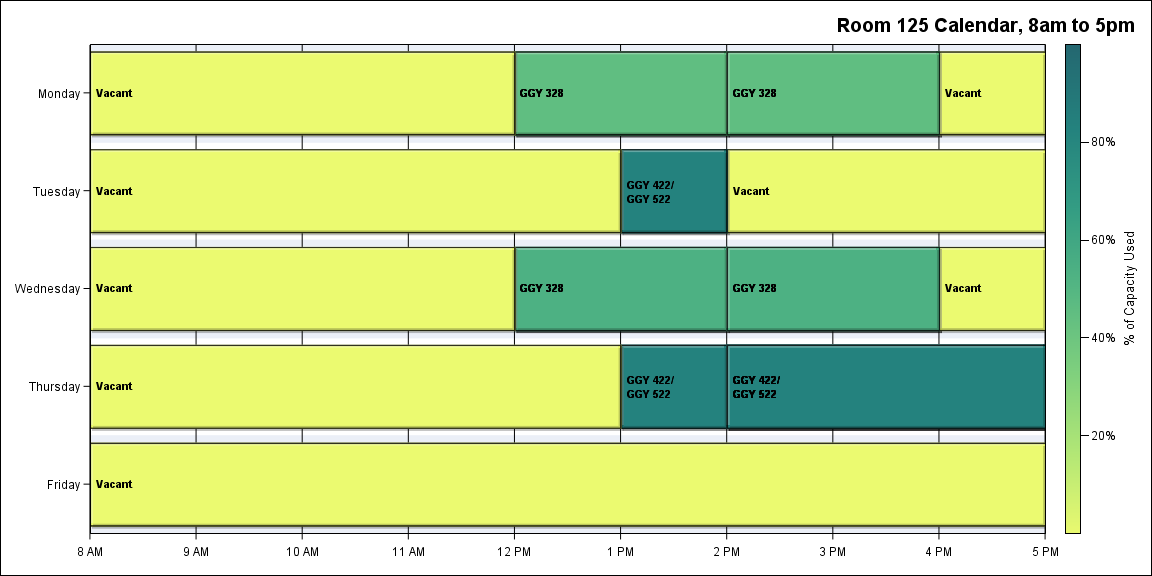 Room 125 Calendar, 8am to 5pm
Monday
Vacant
GGY 328
GGY 328
Vacant
Tuesday
Vacant
GGY 422/
GGY 522
Vacant
Wednesday
Vacant
GGY 328
GGY 328
Vacant
Thursday
Vacant
GGY 422/
GGY 522
GGY 422/
GGY 522
Friday
Vacant
8 AM
9 AM
10 AM
11 AM
12 PM
1 PM
2 PM
3 PM
4 PM
5 PM
80%
60%
40%
20%
% of Capacity Used